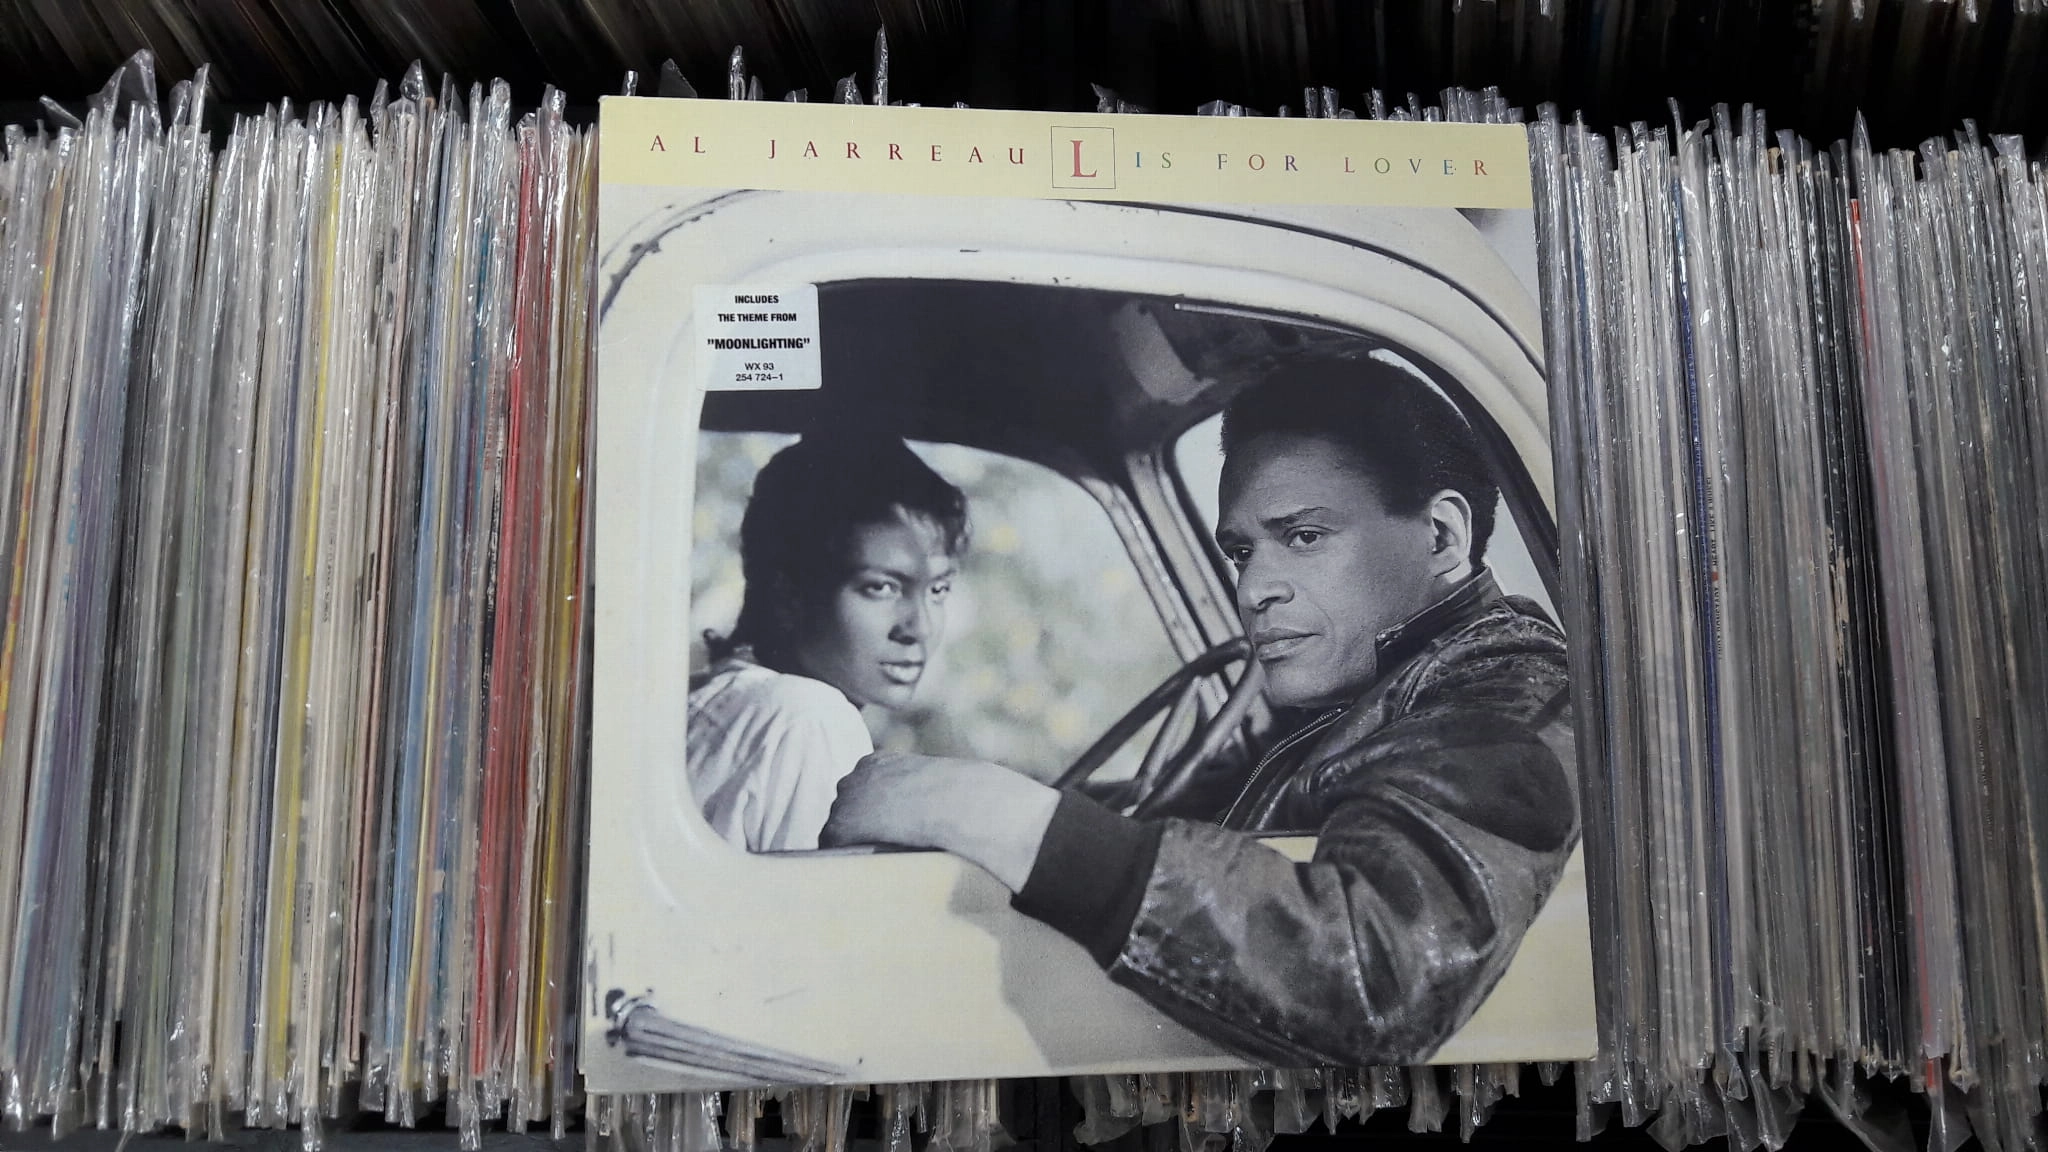 AL JARREAU L IS FOR LOVER
INCLUDES
THE THEME FROM
"MOONLIGHTING"
WX 93
254 724-1